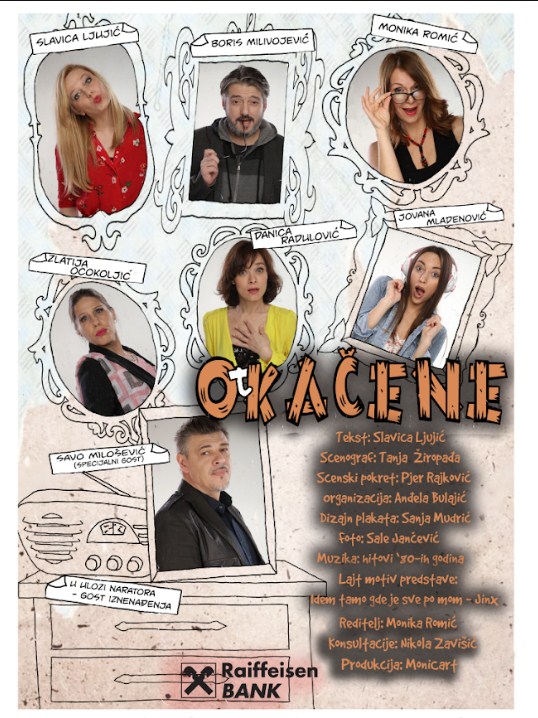 SLAVICA LJUJIĆ
BORIS MILIVOJEVIĆ
MONIKA ROMIĆ
ZLATIJA
OCOKOLJIĆ
DANICA
RADULOVIĆ
JOVANA
MLADENOVIĆ
OtKAČENE
SAVO MILOŠEVIĆ
(SPECIJALNI GOST)
U ULOZI NARATORA
- GOST IZNENAĐENJA
Tekst: Slavica Ljujić
Scenograf: Tanja Žiropađa
Scenski pokret: Pjer Rajković
organizacija: Anđela Bulajić
Dizajn plakata: Sanja Mudrić
foto: Sale Jančević
Muzika: hitovi '80-ih godina
Lajt motiv predstave:
Idem tamo gde je sve po mom - Jinx
Reditelj: Monika Romić
Konsultacije: Nikola Zavišić
Produkcija: Monicart
Raiffeisen
BANK